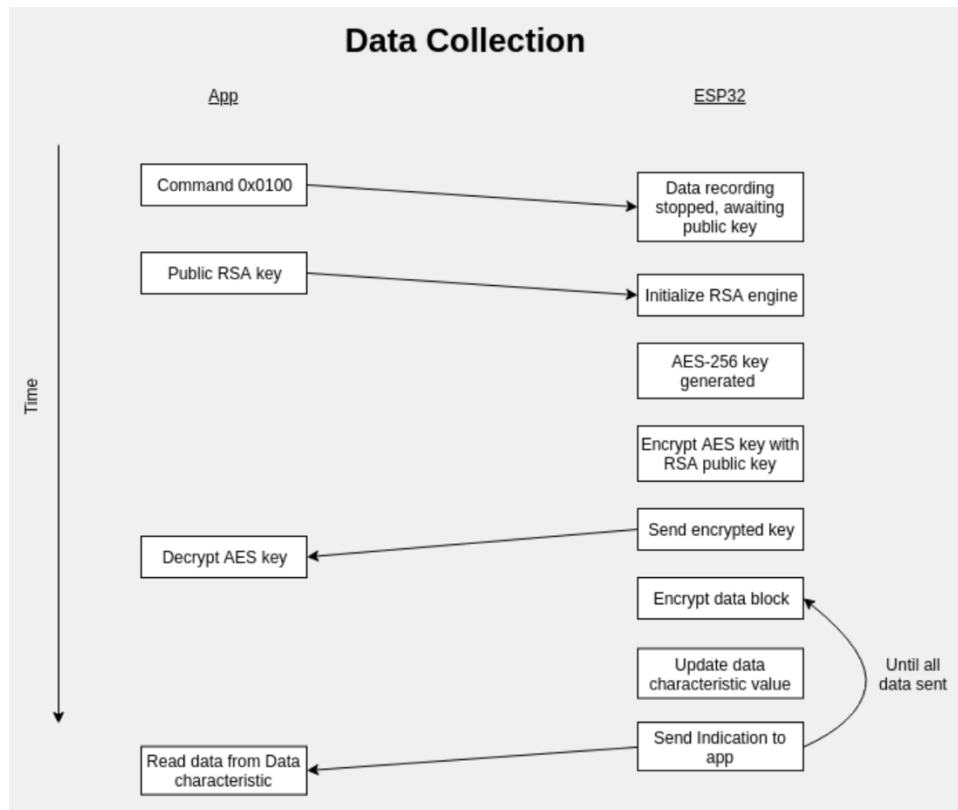 Data Collection
App
ESP32
Command 0x0100
Data recording
stopped, awaiting
public key
Public RSA key
Initialize RSA engine
AES-256 key
generated
Time
Encrypt AES key with
RSA public key
Send encrypted key
Decrypt AES key
Encrypt data block
Update data
characteristic value
Until all
data sent
Send Indication to
app
Read data from Data
characteristic